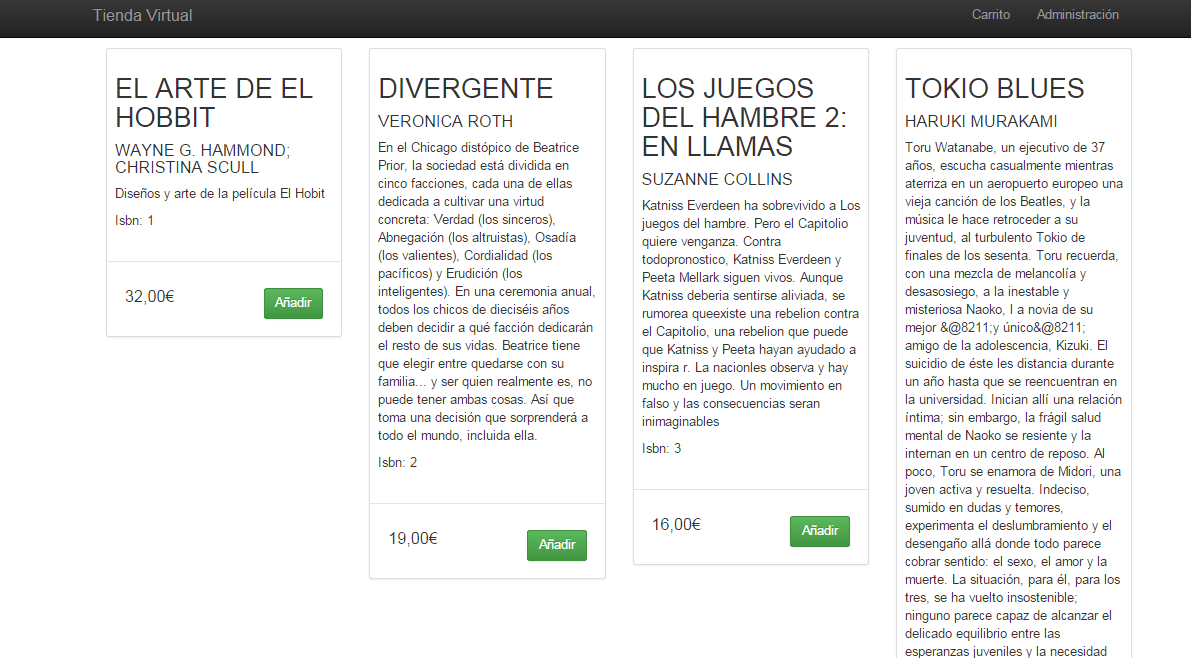 Tienda Virtual
Carrito
Administración
EL ARTE DE EL
HOBBIT
WAYNE G. HAMMOND;
CHRISTINA SCULL
Diseños y arte de la película El Hobit
Isbn: 1
32,00€
Añadir
DIVERGENTE
VERONICA ROTH
En el Chicago distópico de Beatrice
Prior, la sociedad está dividida en
cinco facciones, cada una de ellas
dedicada a cultivar una virtud
concreta: Verdad (los sinceros),
Abnegación (los altruistas), Osadía
(los valientes), Cordialidad (los
pacíficos) y Erudición (los
inteligentes). En una ceremonia anual,
todos los chicos de dieciséis años
deben decidir a qué facción dedicarán
el resto de sus vidas. Beatrice tiene
que elegir entre quedarse con su
familia... y ser quien realmente es, no
puede tener ambas cosas. Así que
toma una decisión que sorprenderá a
todo el mundo, incluida ella.
Isbn: 2
19,00€
Añadir
LOS JUEGOS
DEL HAMBRE 2:
EN LLAMAS
SUZANNE COLLINS
Katniss Everdeen ha sobrevivido a Los
juegos del hambre. Pero el Capitolio
quiere venganza. Contra
todopronostico, Katniss Everdeen y
Peeta Mellark siguen vivos. Aunque
Katniss deberia sentirse aliviada, se
rumorea queexiste una rebelion contra
el Capitolio, una rebelion que puede
que Katniss y Peeta hayan ayudado a
inspira r. La nacionles observa y hay
mucho en juego. Un movimiento en
falso y las consecuencias seran
inimaginables
Isbn: 3
16,00€
Añadir
TOKIO BLUES
HARUKI MURAKAMI
Toru Watanabe, un ejecutivo de 37
años, escucha casualmente mientras
aterriza en un aeropuerto europeo una
vieja canción de los Beatles, y la
música le hace retroceder a su
juventud, al turbulento Tokio de
finales de los sesenta. Toru recuerda,
con una mezcla de melancolía y
desasosiego, a la inestable y
misteriosa Naoko, l a novia de su
mejor &@8211;y único&@8211;
amigo de la adolescencia, Kizuki. El
suicidio de éste les distancia durante
un año hasta que se reencuentran en
la universidad. Inician allí una relación
íntima; sin embargo, la frágil salud
mental de Naoko se resiente y la
internan en un centro de reposo. Al
poco, Toru se enamora de Midori, una
joven activa y resuelta. Indeciso,
sumido en dudas y temores,
experimenta el deslumbramiento y el
desengaño allá donde todo parece
cobrar sentido: el sexo, el amor y la
muerte. La situación, para él, para los
tres, se ha vuelto insostenible;
ninguno parece capaz de alcanzar el
delicado equilibrio entre las
esperanzas juveniles y la necesidad